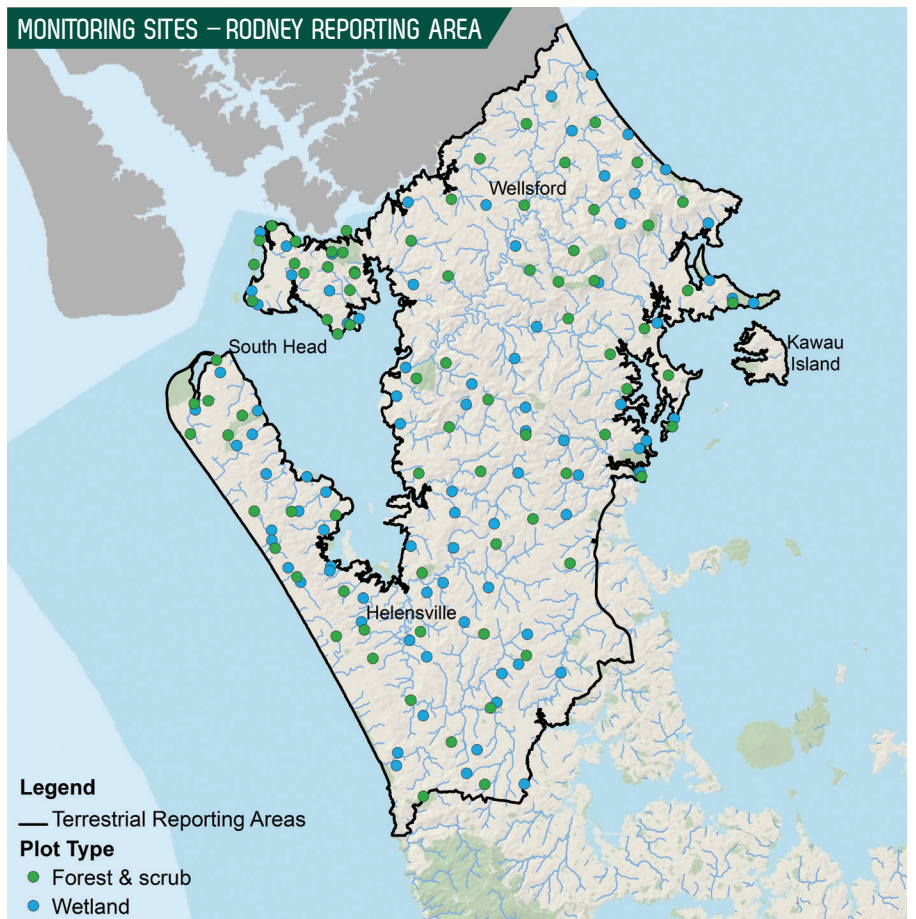 MONITORING SITES – RODNEY REPORTING AREA
Wellsford
South Head
Kawau
Island
Helensville
Legend
Terrestrial Reporting Areas
Plot Type
Forest & scrub
Wetland